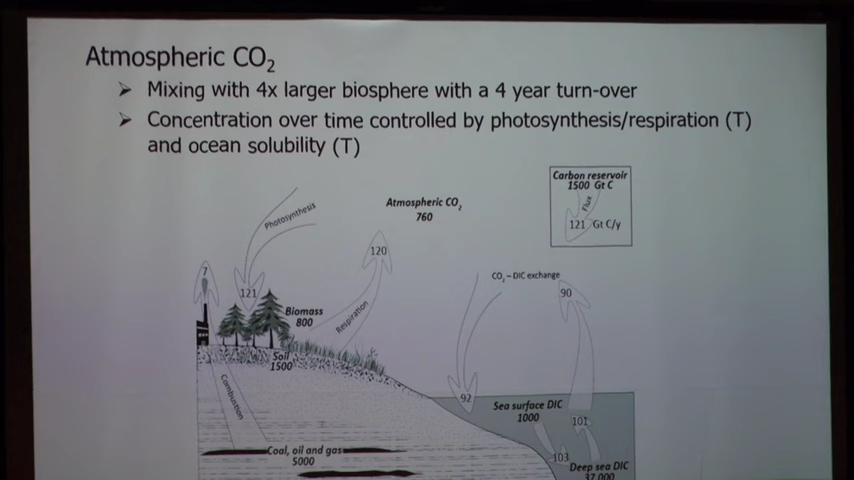 Atmospheric CO₂
➢ Mixing with 4x larger biosphere with a 4 year turn-over
➢ Concentration over time controlled by photosynthesis/respiration (T)
and ocean solubility (T)
Carbon reservoir
1500 Gt C
Flux
121 Gt C/y
Atmospheric CO₂
760
Photosynthesis
120
7
121
CO₂ – DIC exchange
90
Biomass
800
Respiration
Soil
1500
Combustion
92
Sea surface DIC
1000
101
103
Coal, oil and gas
5000
Deep sea DIC
37,000